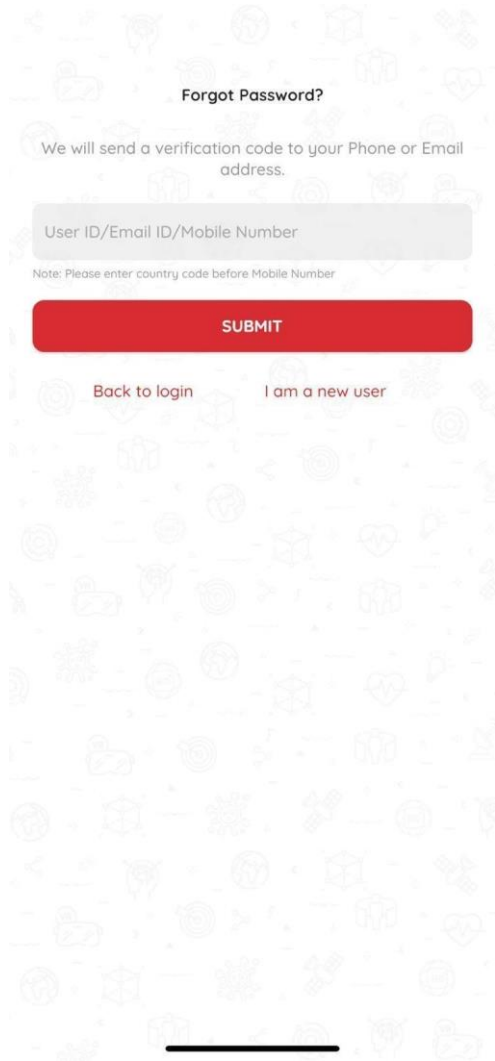 Forgot Password?
We will send a verification code to your Phone or Email
address.
User ID/Email ID/Mobile Number
Note: Please enter country code before Mobile Number
SUBMIT
Back to login I am a new user